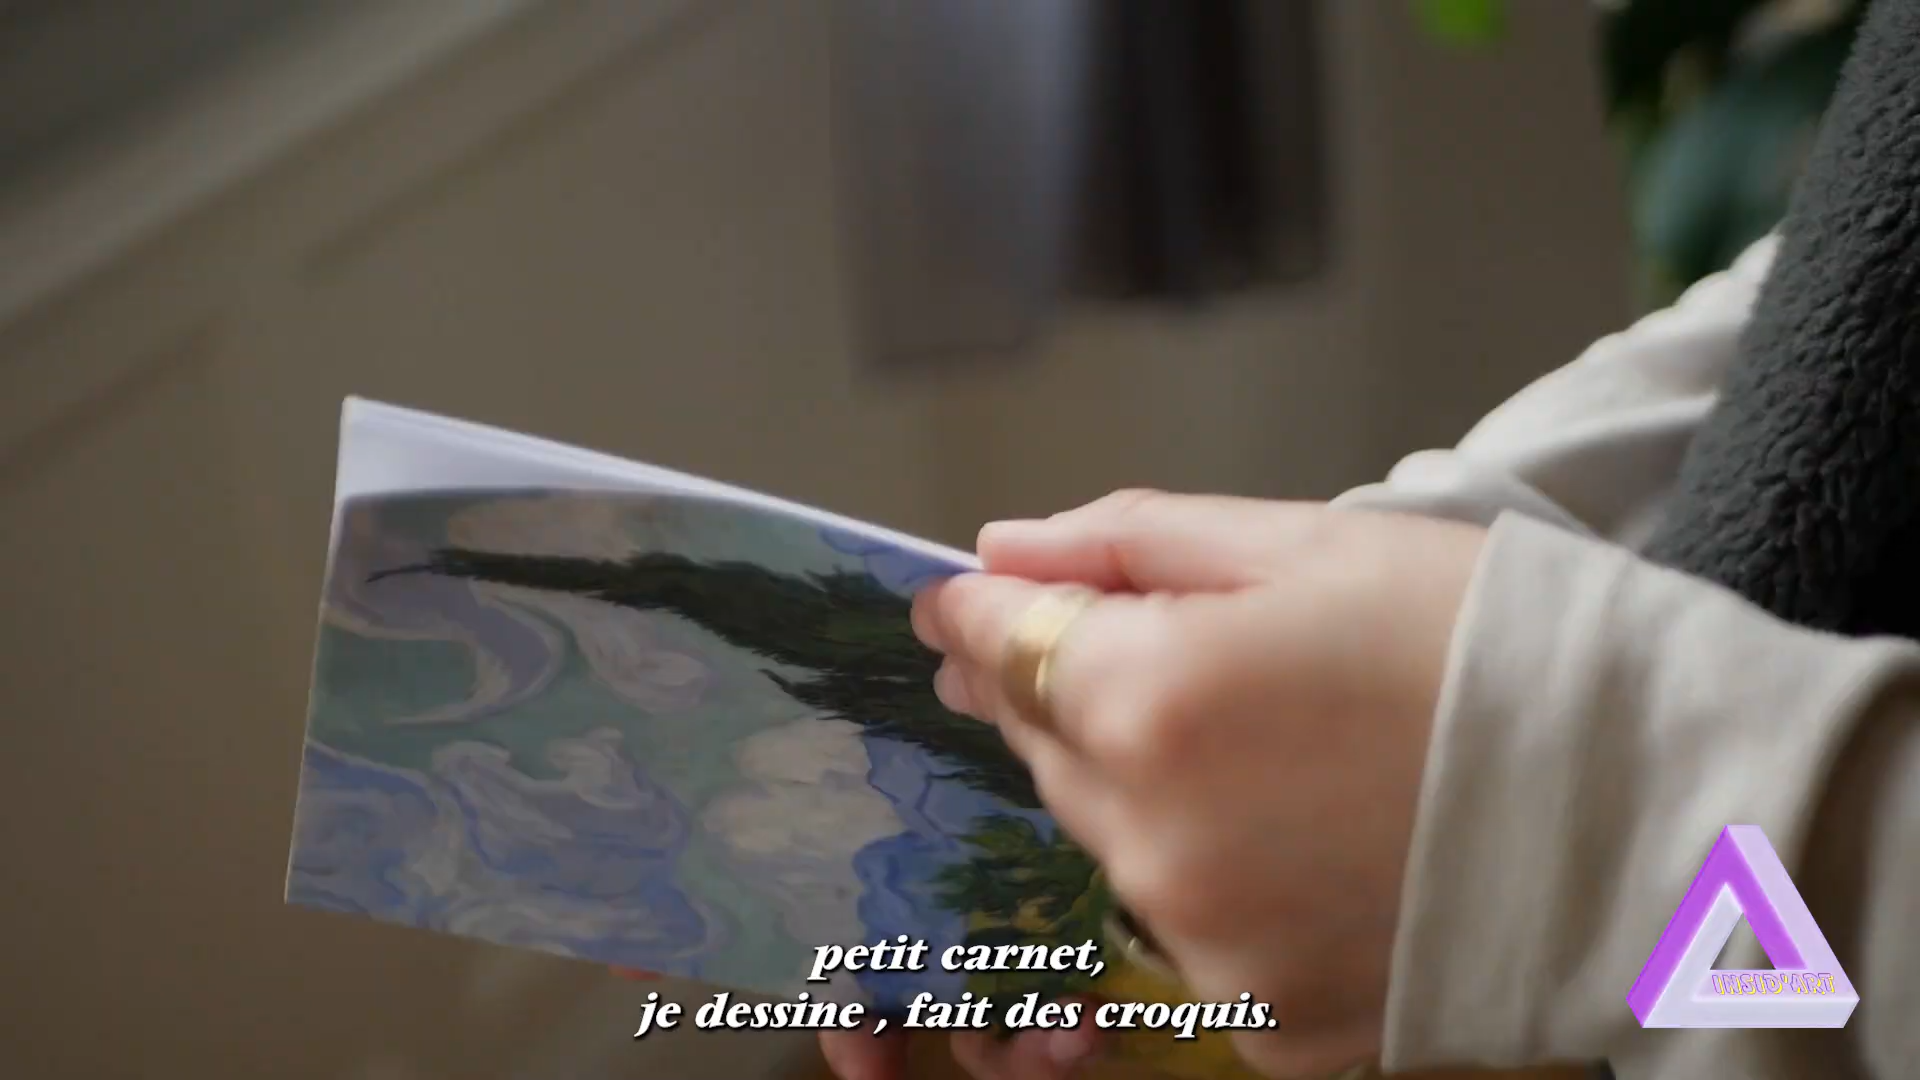 petit carnet,
je dessine , fait des croquis.
INSID'ART